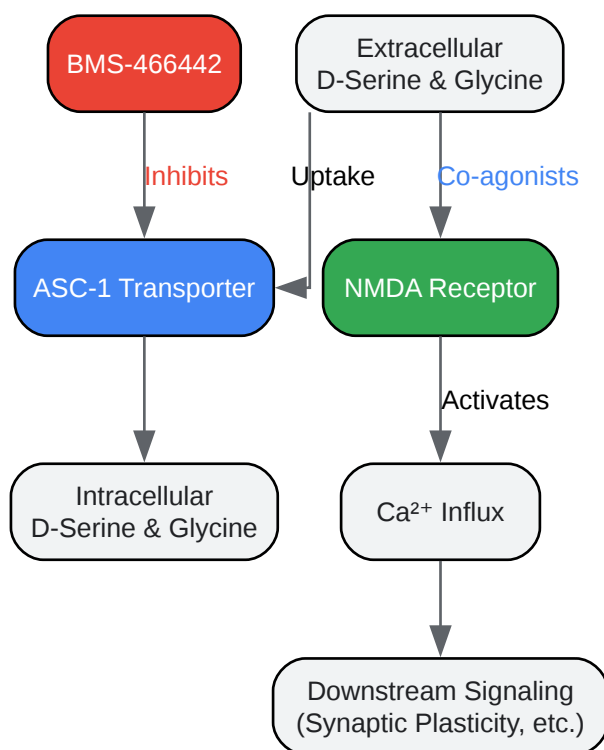 BMS-466442
Extracellular
D-Serine & Glycine
Inhibits
Uptake
Co-agonists
ASC-1 Transporter
NMDA Receptor
Activates
Intracellular
D-Serine & Glycine
Ca²⁺ Influx
Downstream Signaling
(Synaptic Plasticity, etc.)